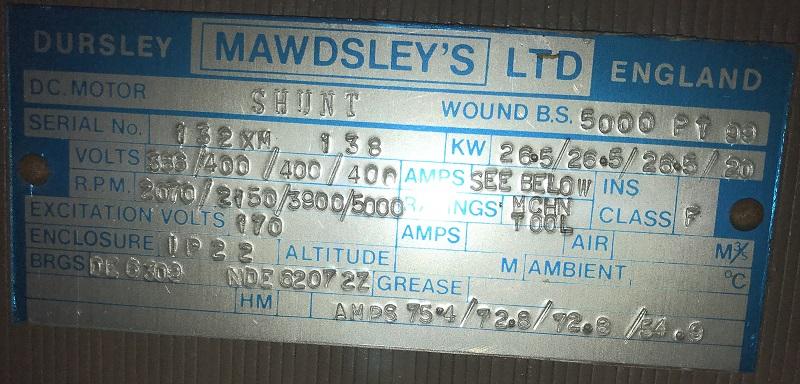 DURSLEY MAWDSLEY'S LTD ENGLAND
DC. MOTOR SHUNT WOUND B.S. 5000 PT 99
SERIAL No. 132XM 138 KW 26.5/26.5/26.5/20
VOLTS 356/400/400/400 AMPS SEE BELOW INS CLASS F
R.P.M. 2070/2150/3900/5000 RATINGS MCHN TOOL
EXCITATION VOLTS 170 AMPS AIR M³/S
ENCLOSURE IP22 ALTITUDE M AMBIENT °C
BRGS DE NDE 6207 2Z GREASE
HM AMPS 75.4/72.8/72.8/54.9